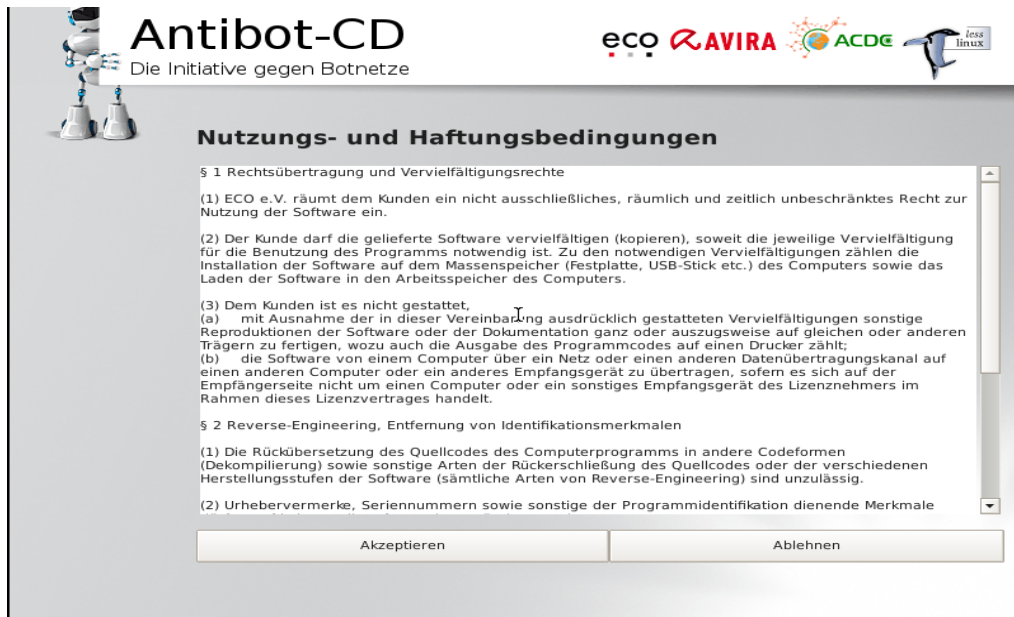 Antibot-CD
Die Initiative gegen Botnetze
eco AVIRA ACDC less linux
Nutzungs- und Haftungsbedingungen
§ 1 Rechtsübertragung und Vervielfältigungsrechte
(1) ECO e.V. räumt dem Kunden ein nicht ausschließliches, räumlich und zeitlich unbeschränktes Recht zur
Nutzung der Software ein.
(2) Der Kunde darf die gelieferte Software vervielfältigen (kopieren), soweit die jeweilige Vervielfältigung
für die Benutzung des Programms notwendig ist. Zu den notwendigen Vervielfältigungen zählen die
Installation der Software auf dem Massenspeicher (Festplatte, USB-Stick etc.) des Computers sowie das
Laden der Software in den Arbeitsspeicher des Computers.
(3) Dem Kunden ist es nicht gestattet,
(a) mit Ausnahme der in dieser Vereinbarung ausdrücklich gestatteten Vervielfältigungen sonstige
Reproduktionen der Software oder der Dokumentation ganz oder auszugsweise auf gleichen oder anderen
Trägern zu fertigen, wozu auch die Ausgabe des Programmcodes auf einen Drucker zählt;
(b) die Software von einem Computer über ein Netz oder einen anderen Datenübertragungskanal auf
einen anderen Computer oder ein anderes Empfangsgerät zu übertragen, sofern es sich auf der
Empfängerseite nicht um einen Computer oder ein sonstiges Empfangsgerät des Lizenznehmers im
Rahmen dieses Lizenzvertrages handelt.
§ 2 Reverse-Engineering, Entfernung von Identifikationsmerkmalen
(1) Die Rückübersetzung des Quellcodes des Computerprogramms in andere Codeformen
(Dekompilierung) sowie sonstige Arten der Rückerschließung des Quellcodes oder der verschiedenen
Herstellungsstufen der Software (sämtliche Arten von Reverse-Engineering) sind unzulässig.
(2) Urhebervermerke, Seriennummern sowie sonstige der Programmidentifikation dienende Merkmale
Akzeptieren
Ablehnen